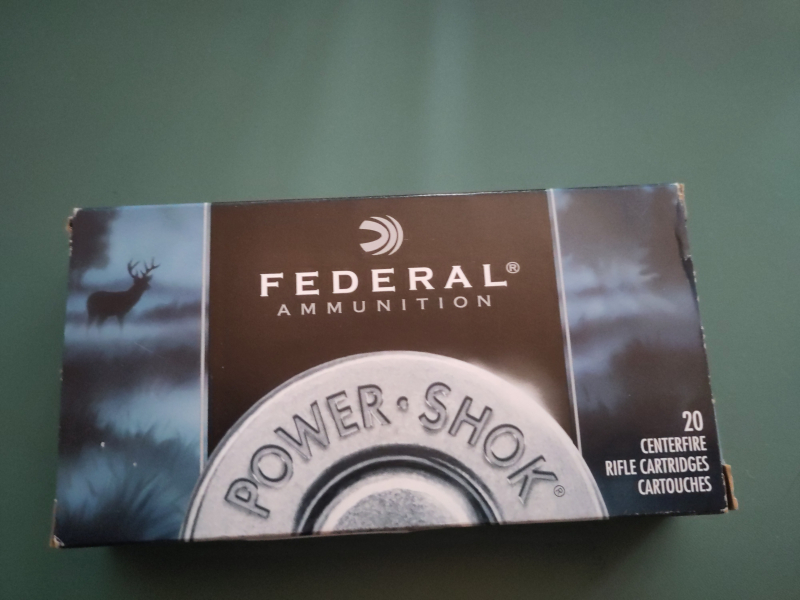 FEDERAL®
AMMUNITION
POWER·SHOK®
20
CENTERFIRE
RIFLE CARTRIDGES
CARTOUCHES